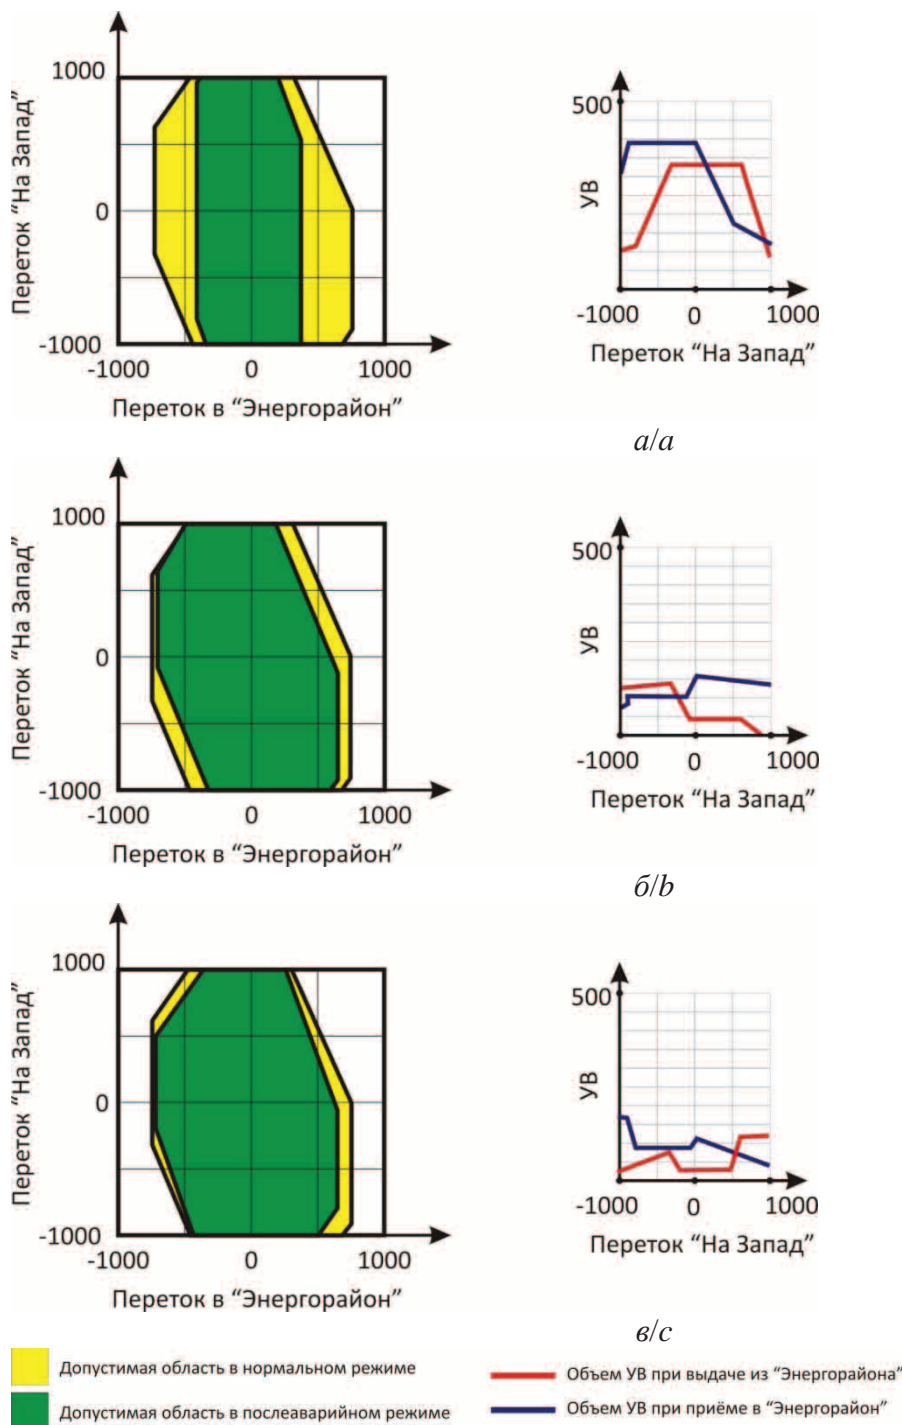 1000
0
-1000
Переток “На Запад”
-1000
0
1000
Переток в “Энергорайон”
500
УВ
-1000
0
1000
Переток “На Запад”
а/a
1000
0
-1000
Переток “На Запад”
-1000
0
1000
Переток в “Энергорайон”
500
УВ
-1000
0
1000
Переток “На Запад”
б/b
1000
0
-1000
Переток “На Запад”
-1000
0
1000
Переток в “Энергорайон”
500
УВ
-1000
0
1000
Переток “На Запад”
в/c
Допустимая область в нормальном режиме
Допустимая область в послеаварийном режиме
Объем УВ при выдаче из “Энергорайона”
Объем УВ при приёме в “Энергорайон”